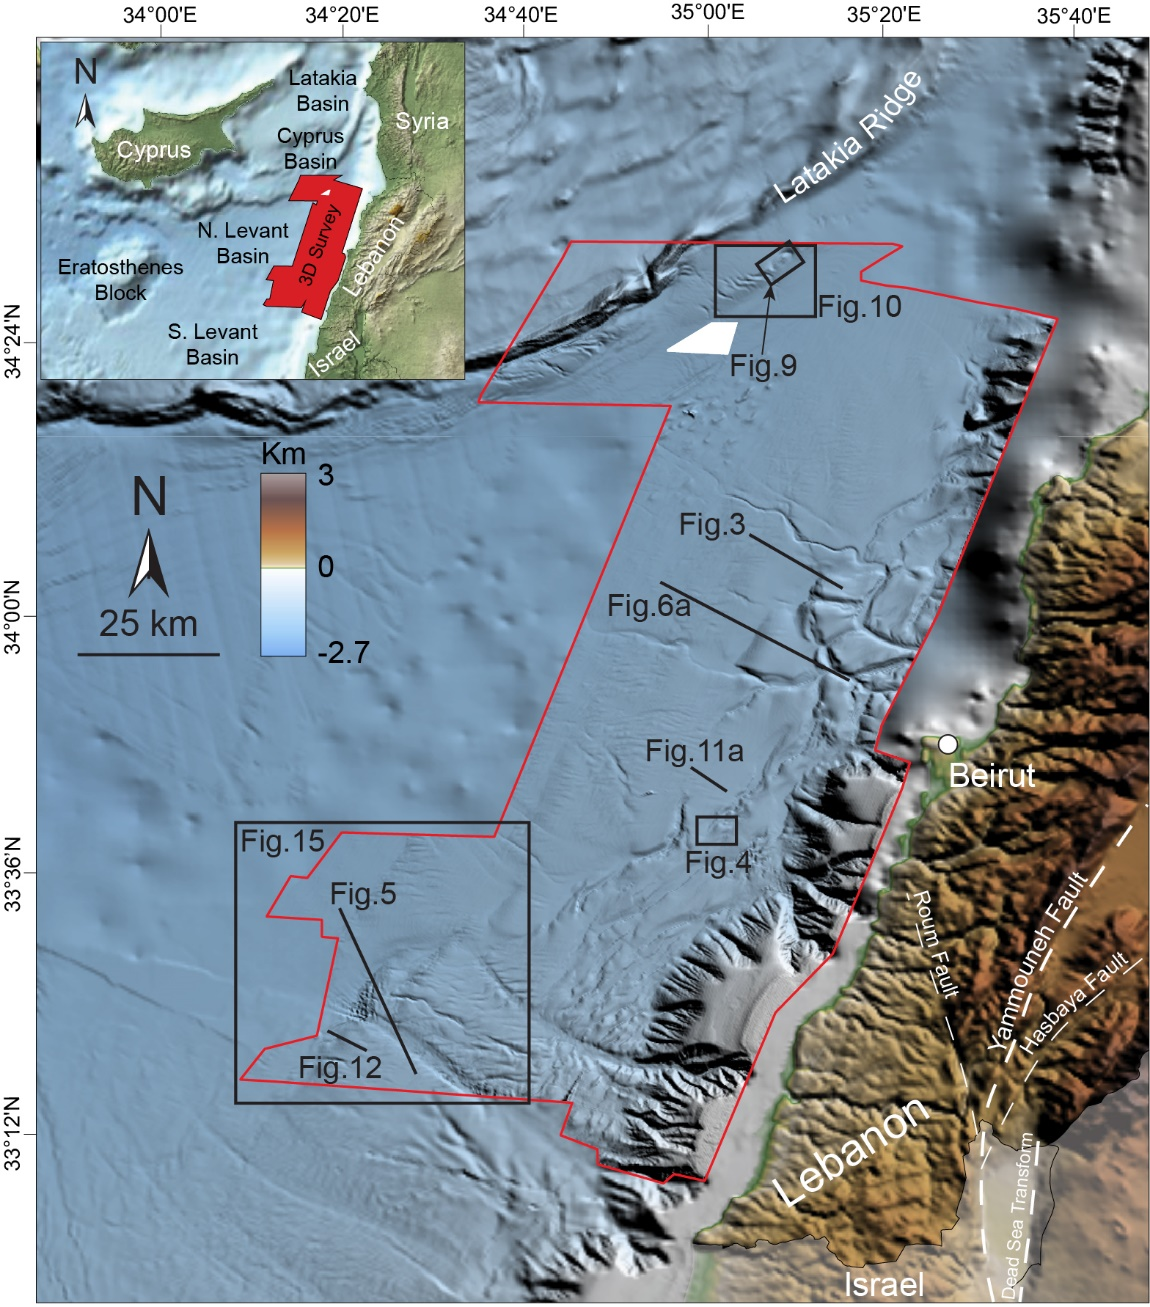 34°00'E
34°20'E
34°40'E
35°00'E
35°20'E
35°40'E
N
Latakia
Basin
Syria
Cyprus
Cyprus
Basin
N. Levant
Basin
3D Survey
Lebanon
Eratosthenes
Block
S. Levant
Basin
Israel
Latakia Ridge
34°24'N
34°00'N
33°36'N
33°12'N
Fig.10
Fig.9
Km
3
0
-2.7
N
25 km
Fig.3
Fig.6a
Fig.11a
Beirut
Fig.4
Fig.15
Fig.5
Fig.12
Roum Fault
Yammouneh Fault
Hasbaya Fault
Lebanon
Dead Sea Transform
Israel